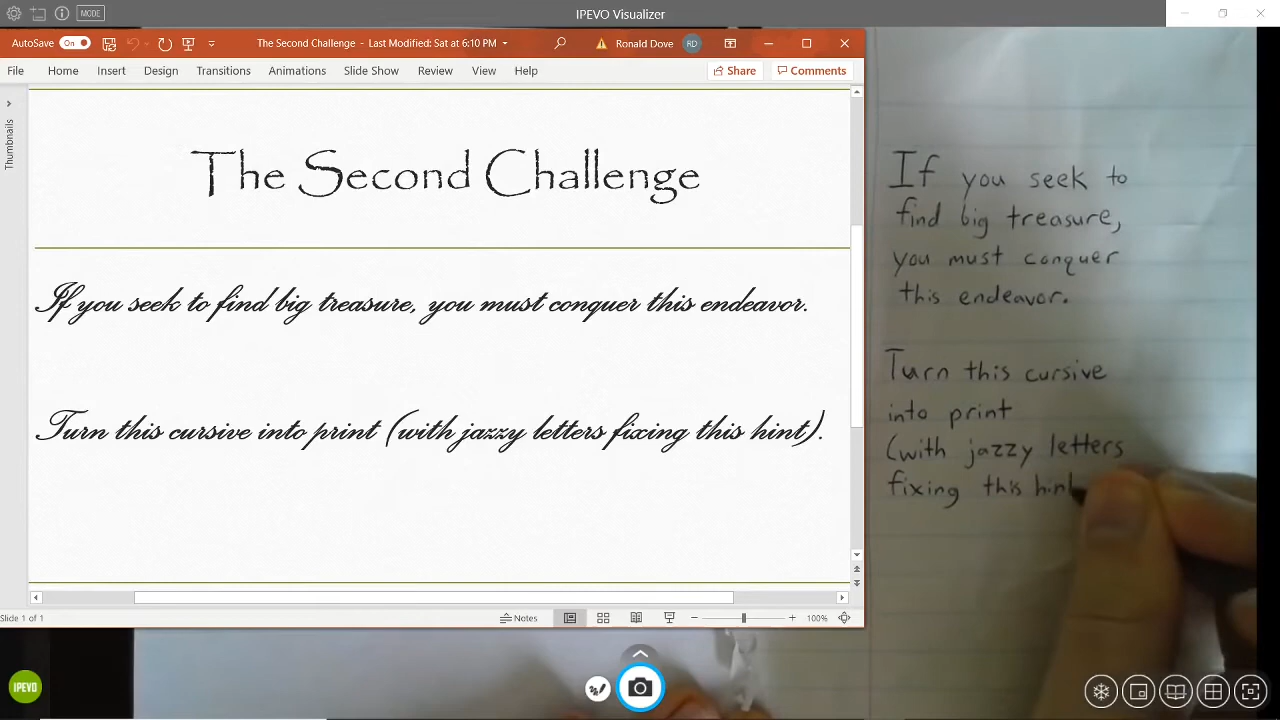 MODE
IPEVO Visualizer
AutoSave On
The Second Challenge - Last Modified: Sat at 6:10 PM
Ronald Dove RD
File Home Insert Design Transitions Animations Slide Show Review View Help Share Comments
Thumbnails
The Second Challenge
If you seek to find big treasure, you must conquer this endeavor.
Turn this cursive into print (with jazzy letters fixing this hint).
Slide 1 of 1 Notes 100%
If you seek to
find big treasure,
you must conquer
this endeavor.
Turn this cursive
into print
(with jazzy letters
fixing this hint
IPEVO